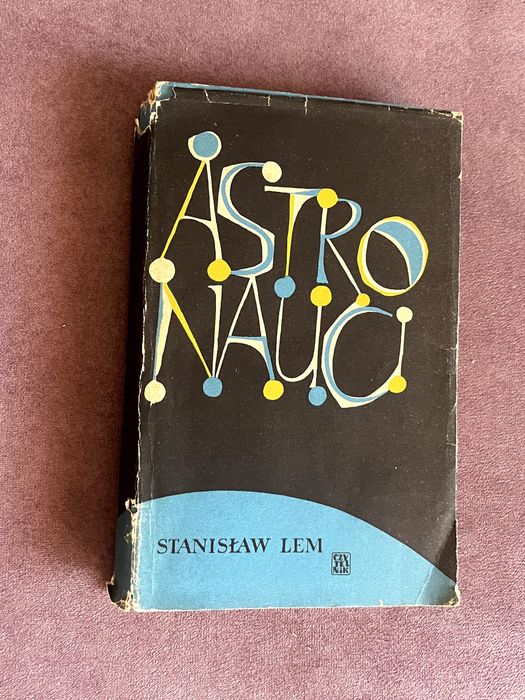 ASTRO
NAUCI
STANISŁAW LEM
CZY
TEL
NIK